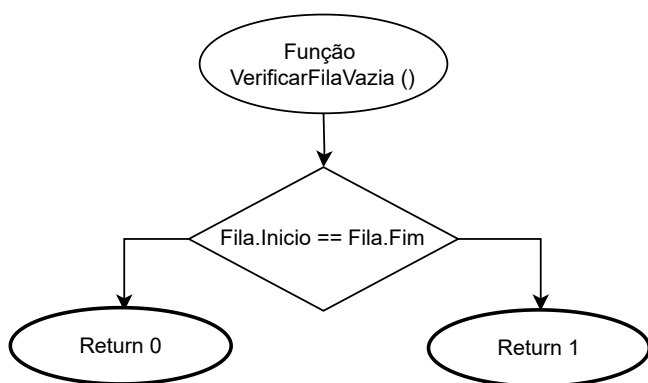 Função
VerificarFilaVazia ()
Fila.Inicio == Fila.Fim
Return 0
Return 1